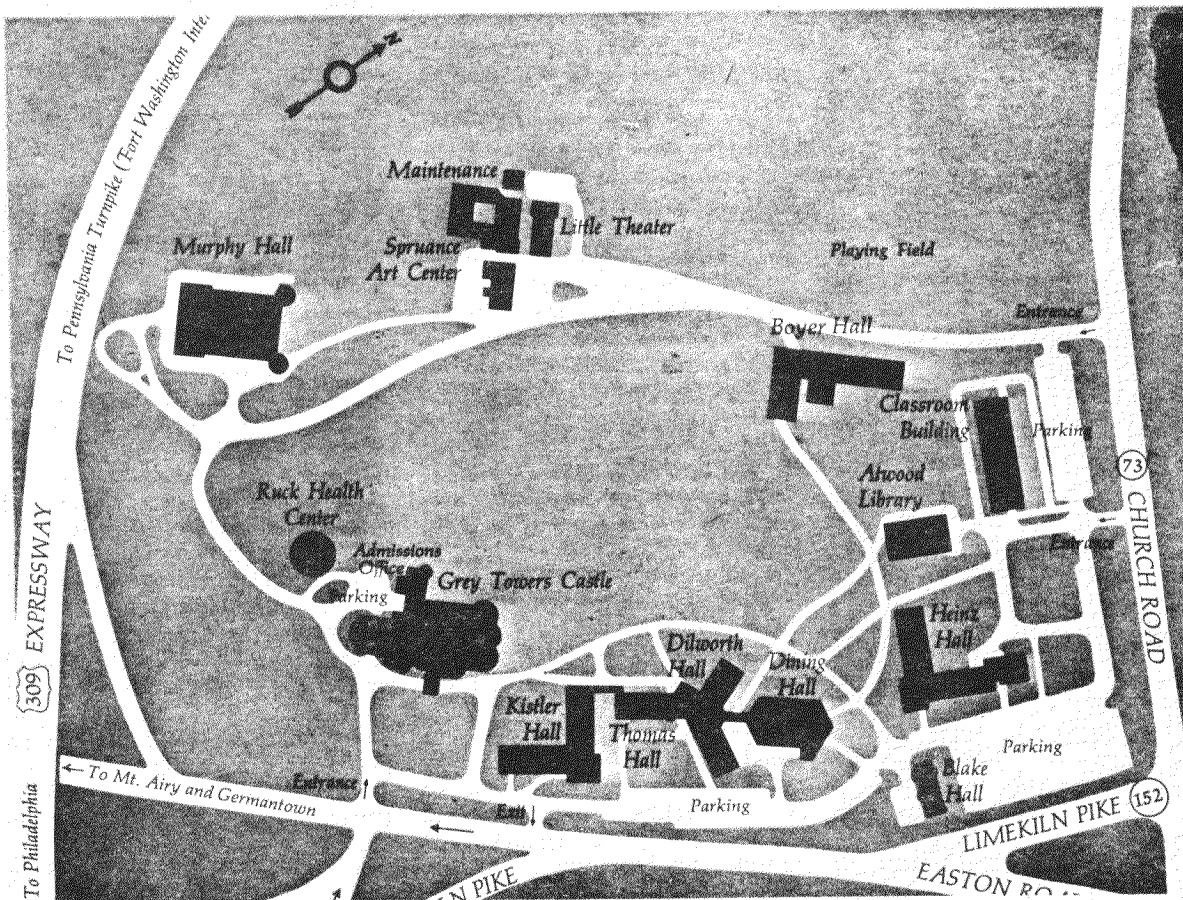 N
To Pennsylvania Turnpike (Fort Washington Inte
Maintenance
Little Theater
Murphy Hall
Spruance
Art Center
Playing Field
Entrance
Boyer Hall
Classroom
Building
Parking
Atwood
Library
73
CHURCH ROAD
Entrance
Ruck Health
Center
Admissions
Office
Parking
Grey Towers Castle
309 EXPRESSWAY
Heinz
Hall
Dilworth
Hall
Dining
Hall
Kistler
Hall
Thomas
Hall
Parking
Blake
Hall
Parking
Entrance
Exit
To Mt. Airy and Germantown
To Philadelphia
LIMEKILN PIKE 152
EASTON
PIKE